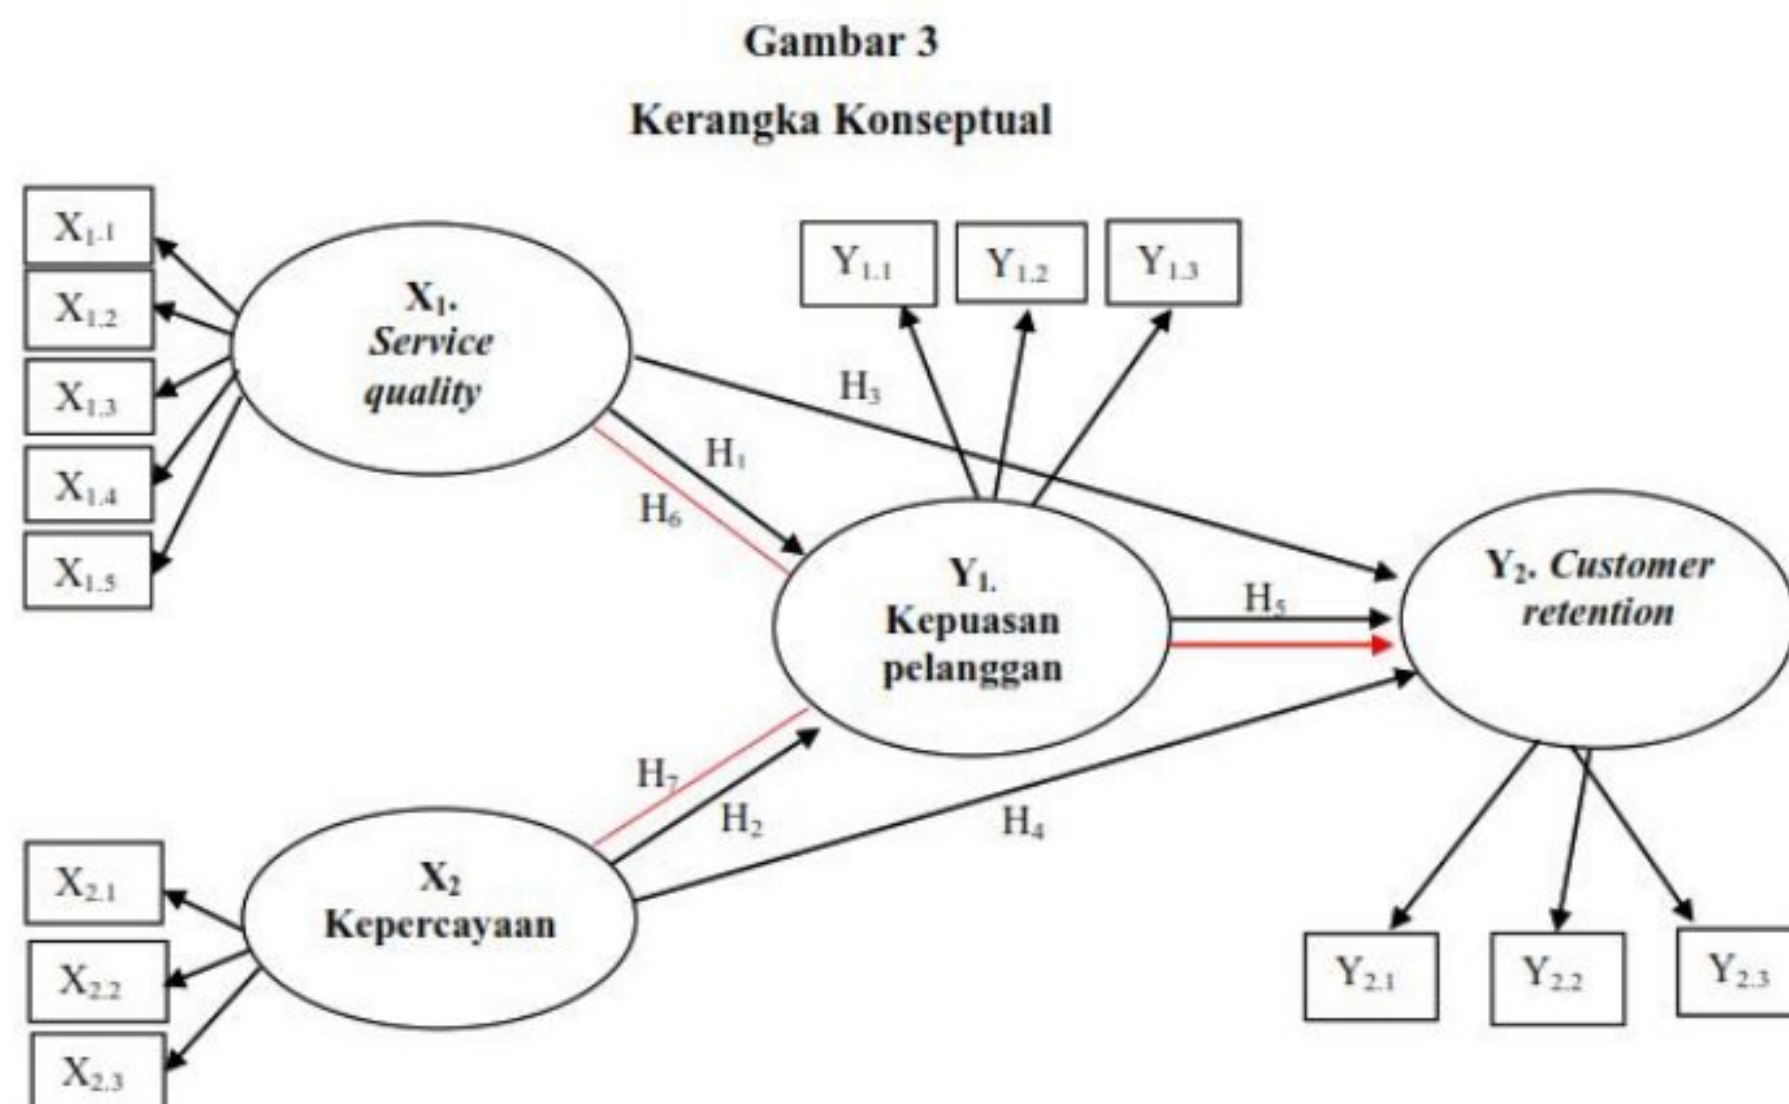 Gambar 3
Kerangka Konseptual
X1.1
X1.2
X1.3
X1.4
X1.5
X1.
Service
quality
Y1.1
Y1.2
Y1.3
H3
H1
H6
Y1.
Kepuasan
pelanggan
H5
Y2. Customer
retention
H7
H2
H4
X2
Kepercayaan
X2.1
X2.2
X2.3
Y2.1
Y2.2
Y2.3